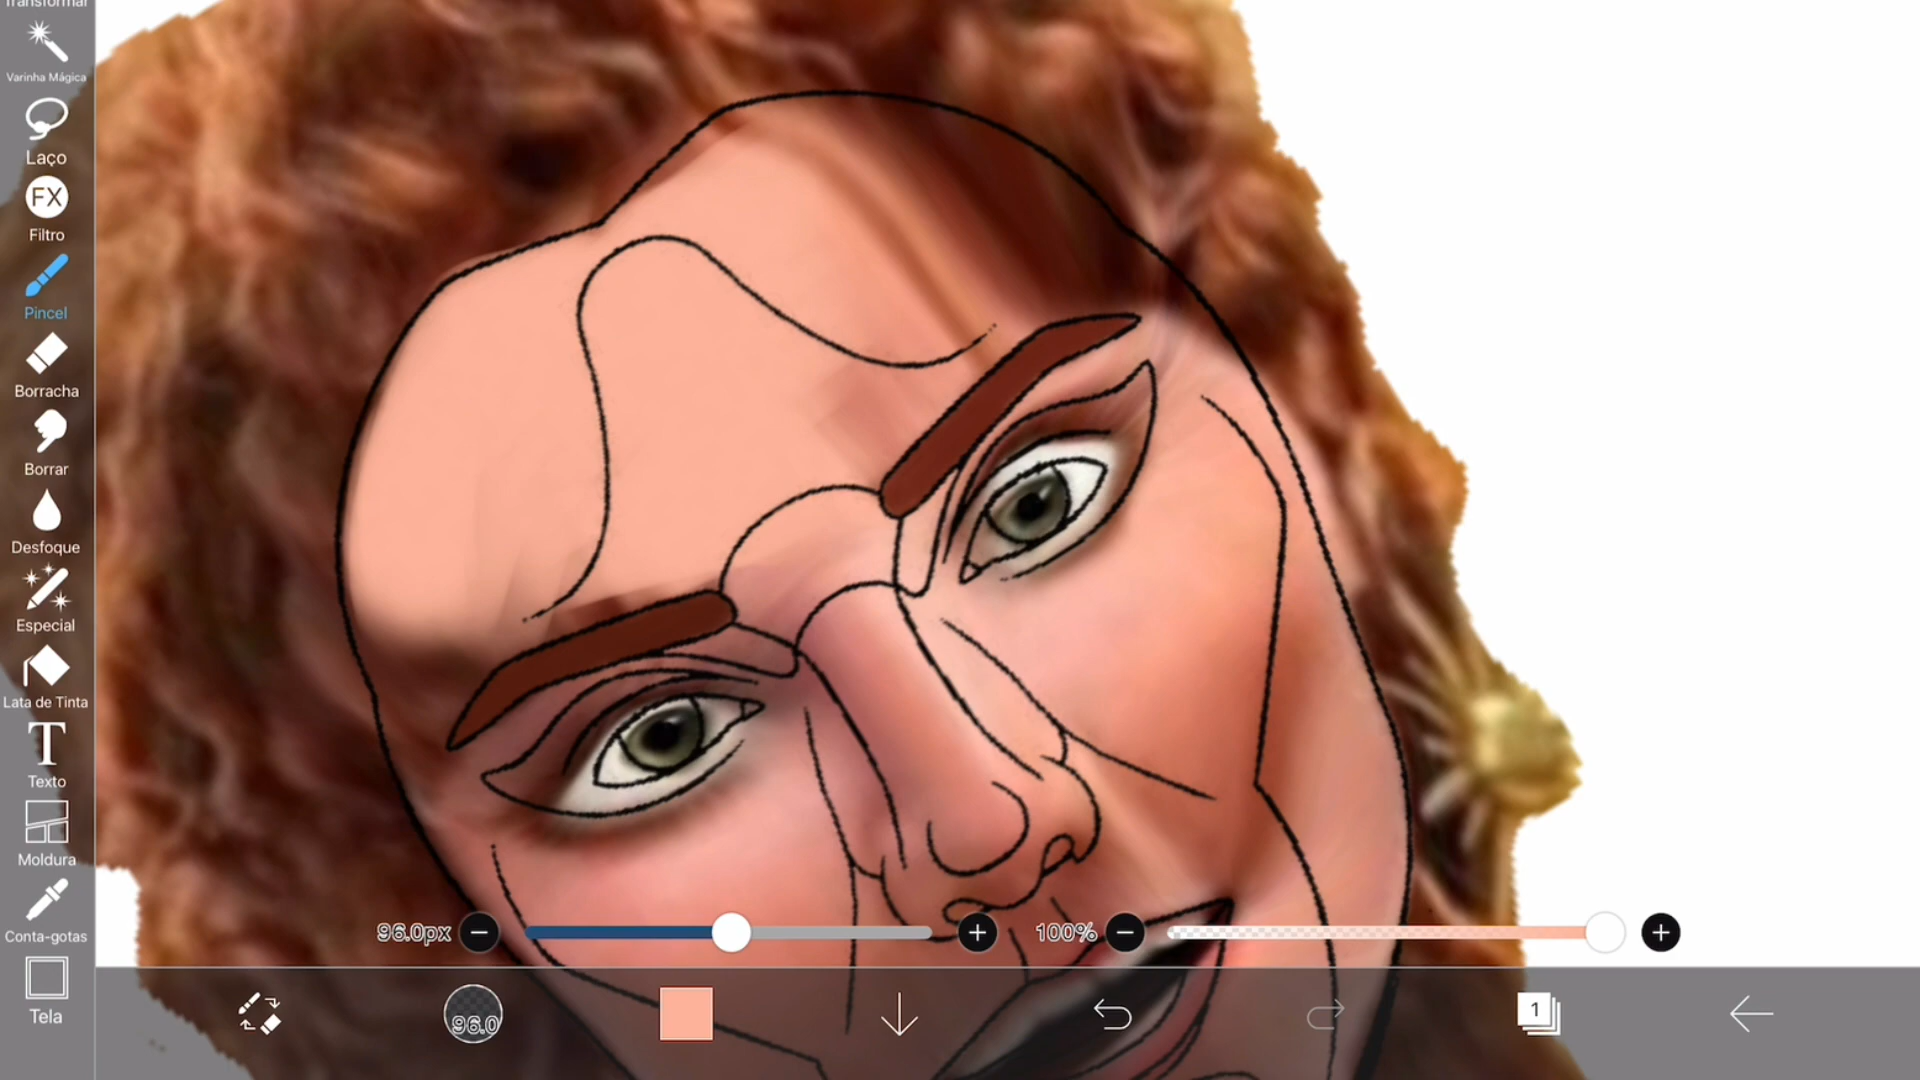 Transformar
Varinha Mágica
Laço
FX
Filtro
Pincel
Borracha
Borrar
Desfoque
Especial
Lata de Tinta
T
Texto
Moldura
Conta-gotas
Tela
96.0px
100%
96.0
1